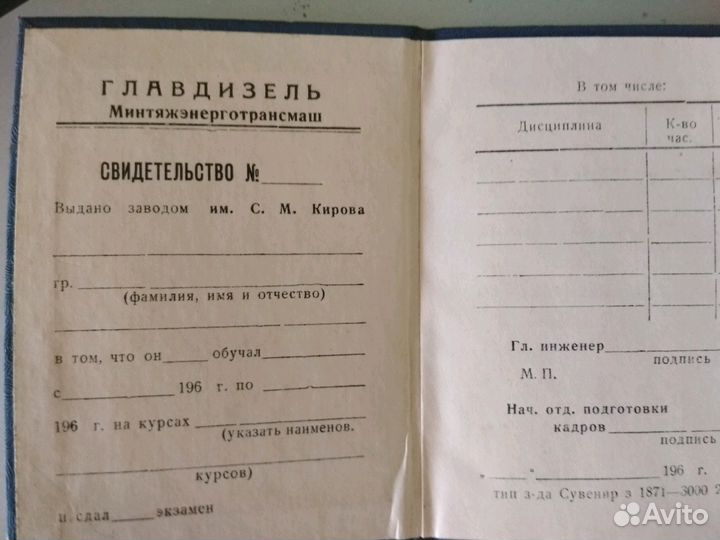 ГЛАВДИЗЕЛЬ
Минтяжэнерготрансмаш
СВИДЕТЕЛЬСТВО №
Выдано заводом им. С. М. Кирова
гр.
(фамилия, имя и отчество)
в том, что он обучал
с 196 г. по
196 г. на курсах
(указать наименов.
курсов)
и сдал экзамен
В том числе:
Дисциплина К-во час.
Гл. инженер
подпись
М. П.
Нач. отд. подготовки
кадров
подпись
" " 196 г.
тип з-да Сувенир з 1871—3000
Avito